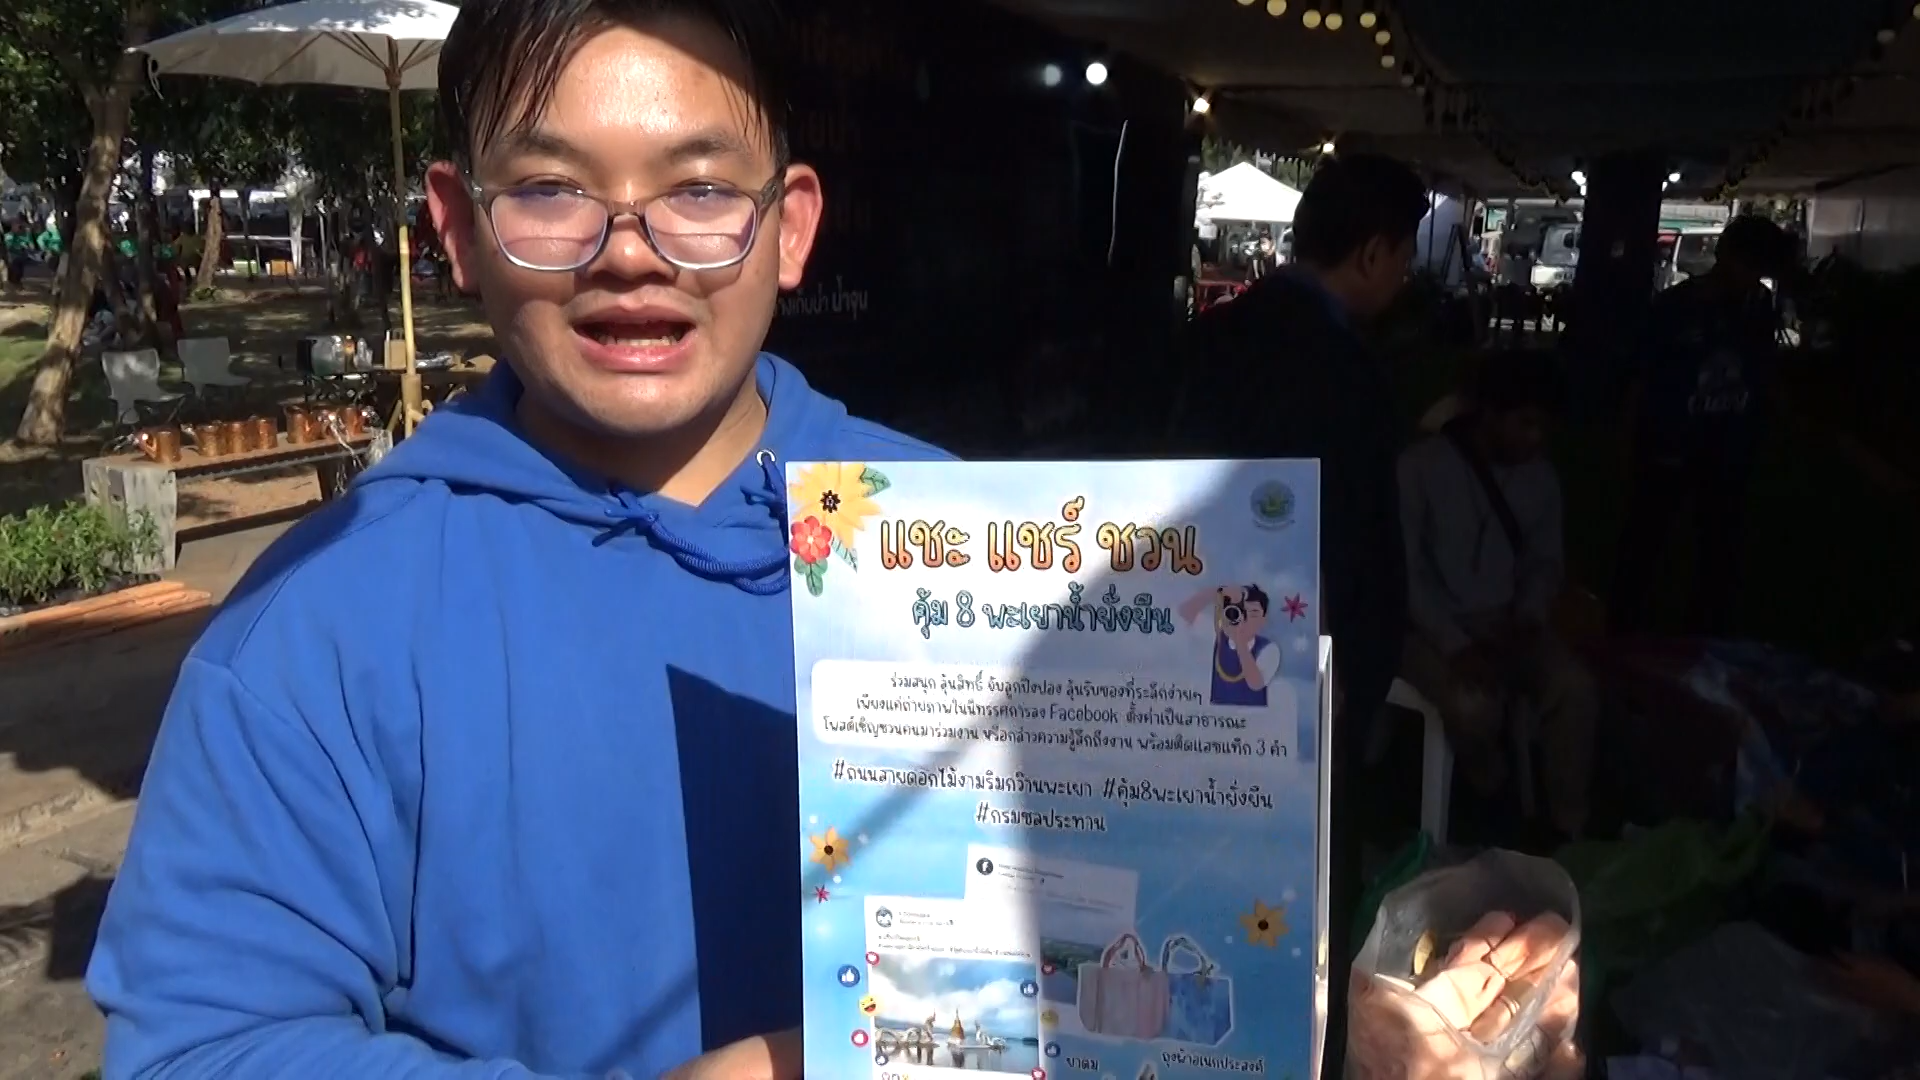 แชะ แชร์ ชวน
คุ้ม 8 พะเยาน้ำยั่งยืน
ร่วมสนุก ลุ้นสิทธิ์ จับลูกปิงปอง ลุ้นรับของที่ระลึกง่ายๆ
เพียงแค่ถ่ายภาพในนิทรรศการลง Facebook ตั้งค่าเป็นสาธารณะ
โพสต์เชิญชวนคนมาร่วมงาน หรือกล่าวความรู้สึกถึงงาน พร้อมติดแฮชแท็ก 3 คำ
#ถนนสายดอกไม้งามริมกว๊านพะเยา #คุ้ม8พะเยาน้ำยั่งยืน
#กรมชลประทาน
ยาดม
ถุงผ้าอเนกประสงค์